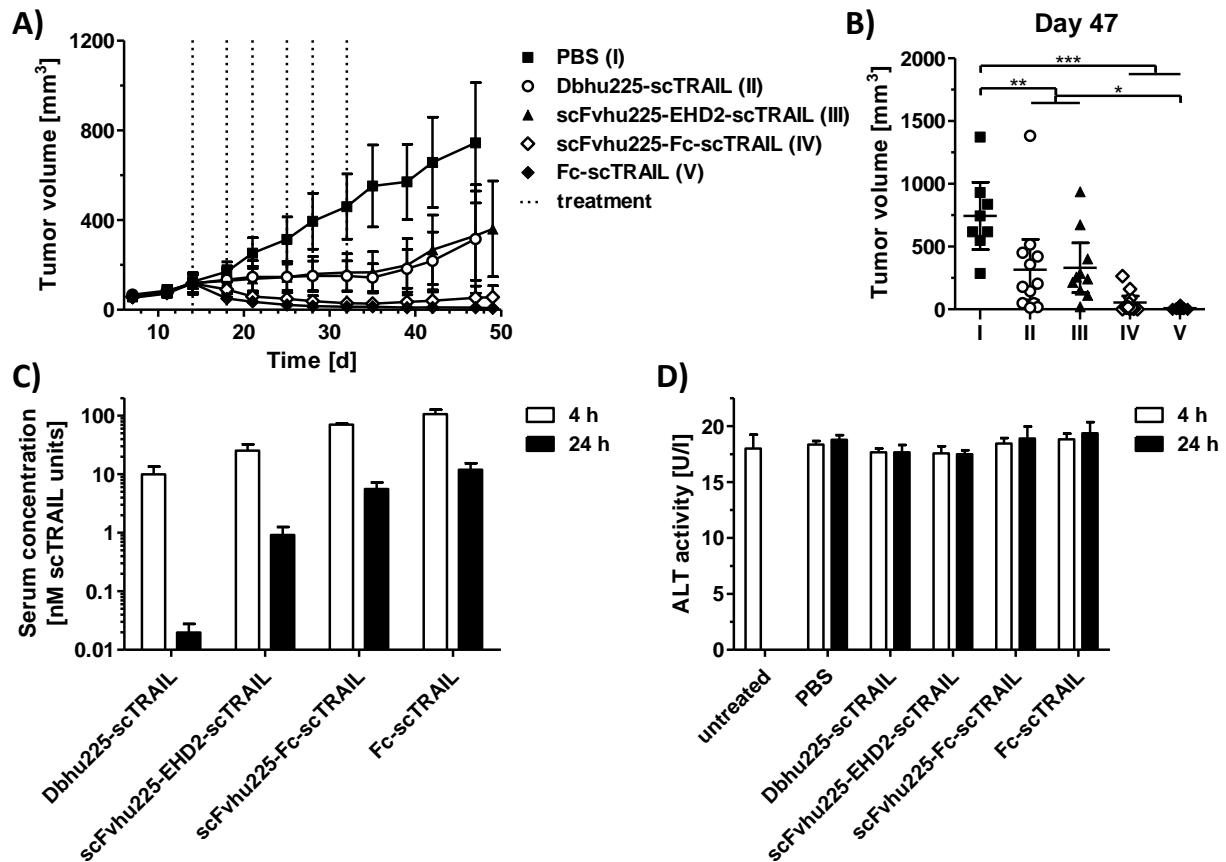 A)
Tumor volume [mm³]
1200
800
400
0
10
20
30
40
50
Time [d]
PBS (I)
Dbhu225-scTRAIL (II)
scFvhu225-EHD2-scTRAIL (III)
scFvhu225-Fc-scTRAIL (IV)
Fc-scTRAIL (V)
treatment
B)
Day 47
Tumor volume [mm³]
2000
1500
1000
500
0
***
**
*
I
II
III
IV
V
C)
Serum concentration
[nM scTRAIL units]
100
10
1
0.1
0.01
4 h
24 h
Dbhu225-scTRAIL
scFvhu225-EHD2-scTRAIL
scFvhu225-Fc-scTRAIL
Fc-scTRAIL
D)
ALT activity [U/l]
25
20
15
10
5
0
4 h
24 h
untreated
PBS
Dbhu225-scTRAIL
scFvhu225-EHD2-scTRAIL
scFvhu225-Fc-scTRAIL
Fc-scTRAIL